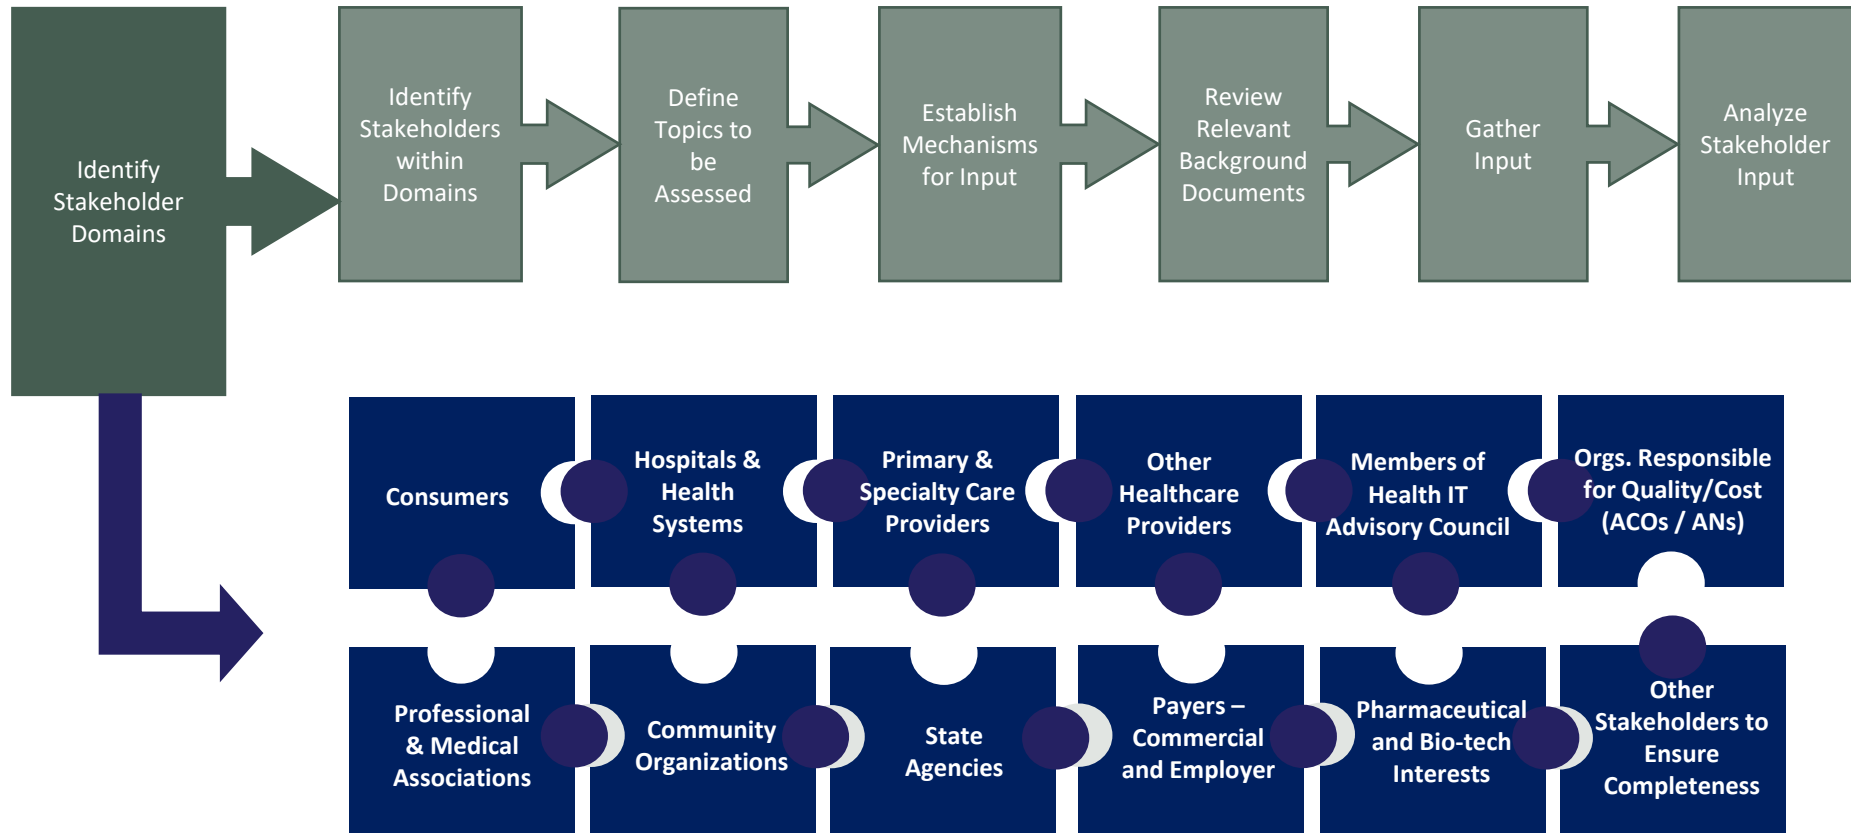 Identify
Stakeholder
Domains
Identify
Stakeholders
within
Domains
Define
Topics to
be
Assessed
Establish
Mechanisms
for Input
Review
Relevant
Background
Documents
Gather
Input
Analyze
Stakeholder
Input
Consumers
Hospitals &
Health
Systems
Primary &
Specialty Care
Providers
Other
Healthcare
Providers
Members of
Health IT
Advisory Council
Orgs. Responsible
for Quality/Cost
(ACOs / ANs)
Professional
& Medical
Associations
Community
Organizations
State
Agencies
Payers –
Commercial
and Employer
Pharmaceutical
and Bio-tech
Interests
Other
Stakeholders to
Ensure
Completeness